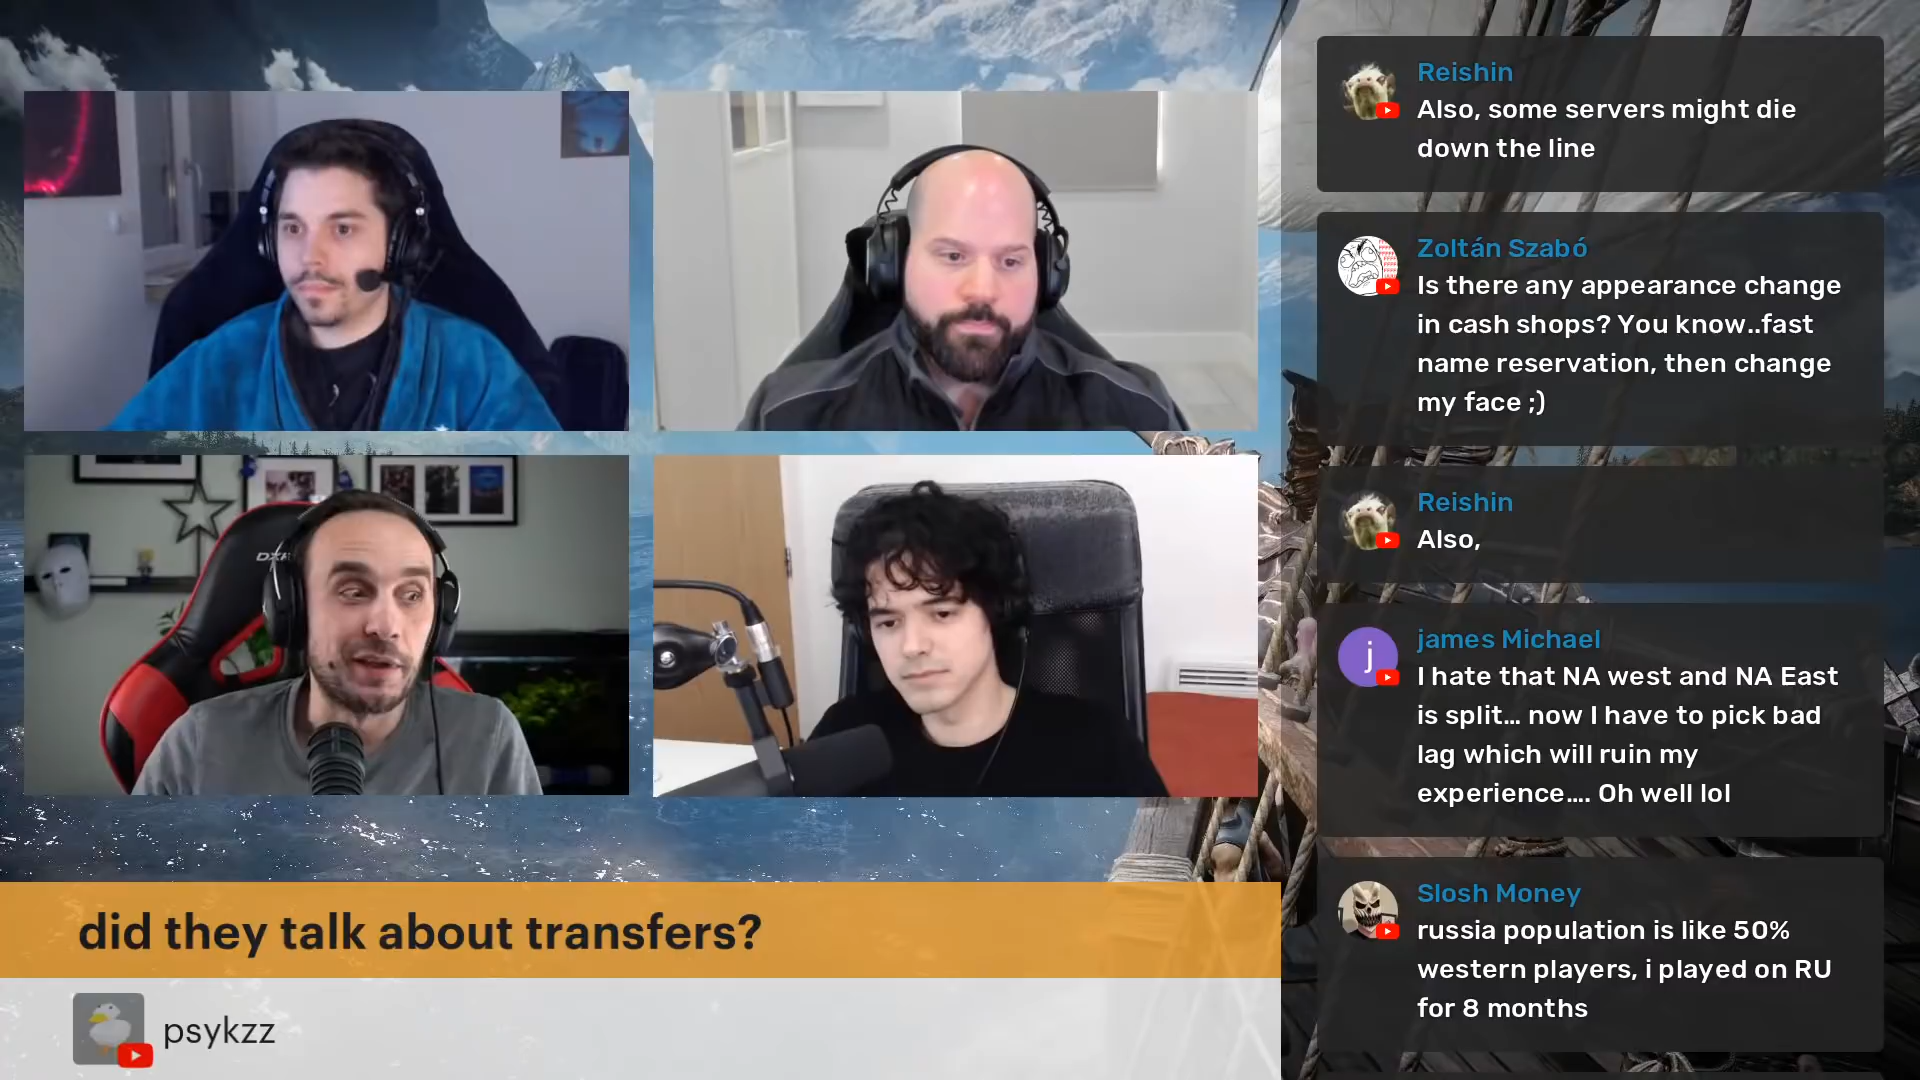 DXR
did they talk about transfers?
psykzz
Reishin
Also, some servers might die
down the line
Zoltán Szabó
Is there any appearance change
in cash shops? You know..fast
name reservation, then change
my face ;)
Reishin
Also,
j
james Michael
I hate that NA west and NA East
is split... now I have to pick bad
lag which will ruin my
experience.... Oh well lol
Slosh Money
russia population is like 50%
western players, i played on RU
for 8 months